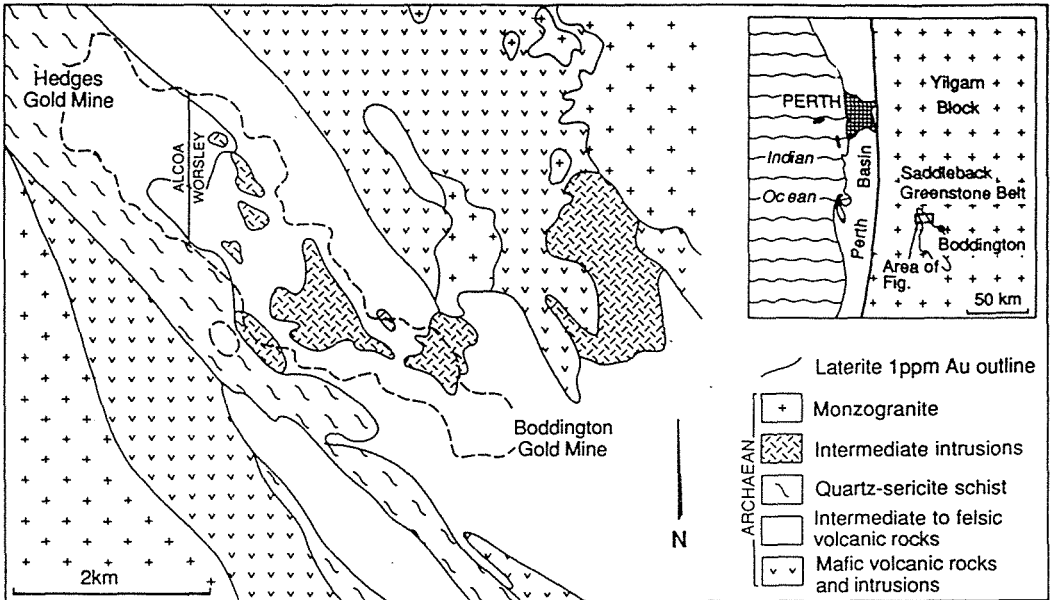 Hedges
Gold Mine
ALCOA
WORSLEY
Boddington
Gold Mine
N
2km
PERTH
Yilgarn
Block
Indian
Ocean
Perth Basin
Saddleback
Greenstone Belt
Boddington
Area of
Fig.
50 km
Laterite 1ppm Au outline
ARCHAEAN
Monzogranite
Intermediate intrusions
Quartz-sericite schist
Intermediate to felsic
volcanic rocks
Mafic volcanic rocks
and intrusions